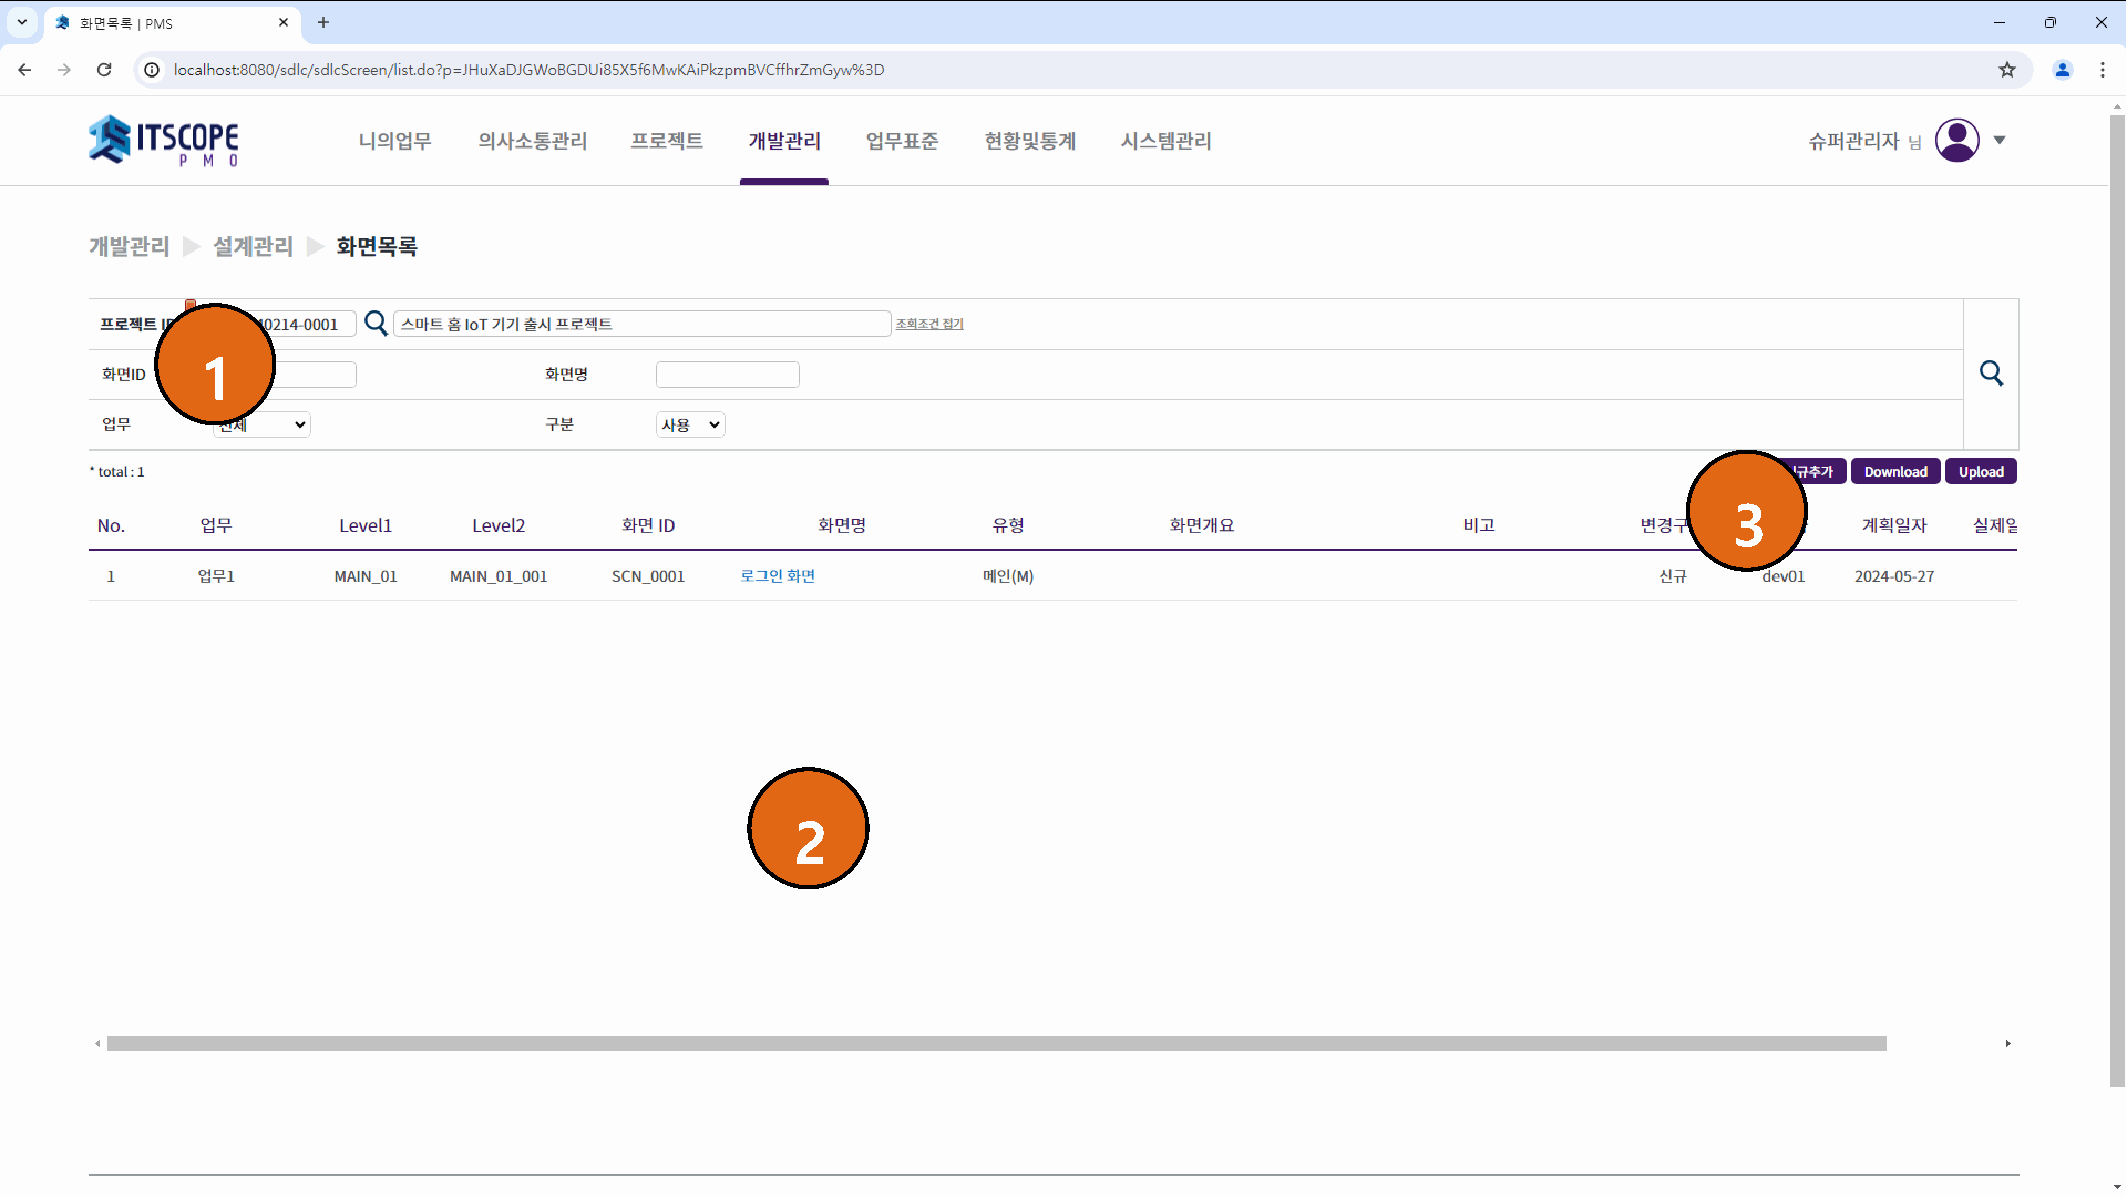 화면목록 | PMS
localhost:8080/sdlc/sdlcScreen/list.do?p=JHuXaDJGWoBGDUi85X5f6MwKAiPkzpmBVCffhrZmGyw%3D
ITSCOPE
PMO
나의업무 의사소통관리 프로젝트 개발관리 업무표준 현황및통계 시스템관리
슈퍼관리자 님
개발관리 설계관리 화면목록
프로젝트 0214-0001 스마트 홈 IoT 기기 출시 프로젝트 조회조건 접기
1
화면ID 화면명
업무 전체 구분 사용
* total : 1
규추가 Download Upload
3
No. 업무 Level1 Level2 화면 ID 화면명 유형 화면개요 비고 변경구 계획일자 실제일
1 업무1 MAIN_01 MAIN_01_001 SCN_0001 로그인 화면 메인(M) 신규 dev01 2024-05-27
2